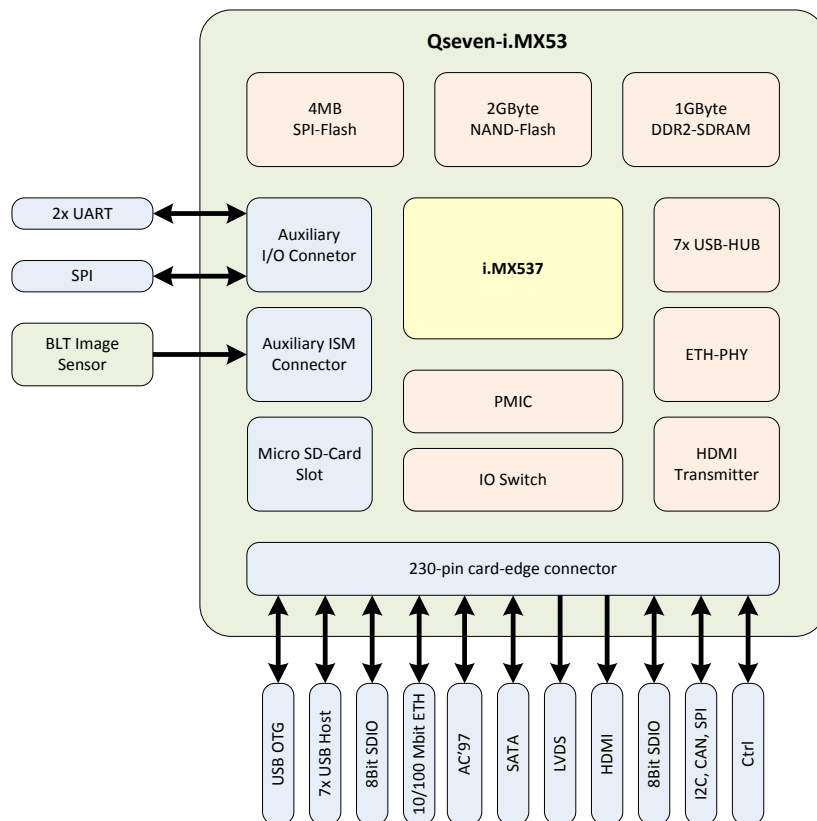 Qseven-i.MX53
4MB
SPI-Flash
2GByte
NAND-Flash
1GByte
DDR2-SDRAM
2x UART
SPI
BLT Image
Sensor
Auxiliary
I/O Connetor
i.MX537
7x USB-HUB
Auxiliary ISM
Connector
ETH-PHY
PMIC
Micro SD-Card
Slot
IO Switch
HDMI
Transmitter
230-pin card-edge connector
USB OTG
7x USB Host
8Bit SDIO
10/100 Mbit ETH
AC’97
SATA
LVDS
HDMI
8Bit SDIO
I2C, CAN, SPI
Ctrl